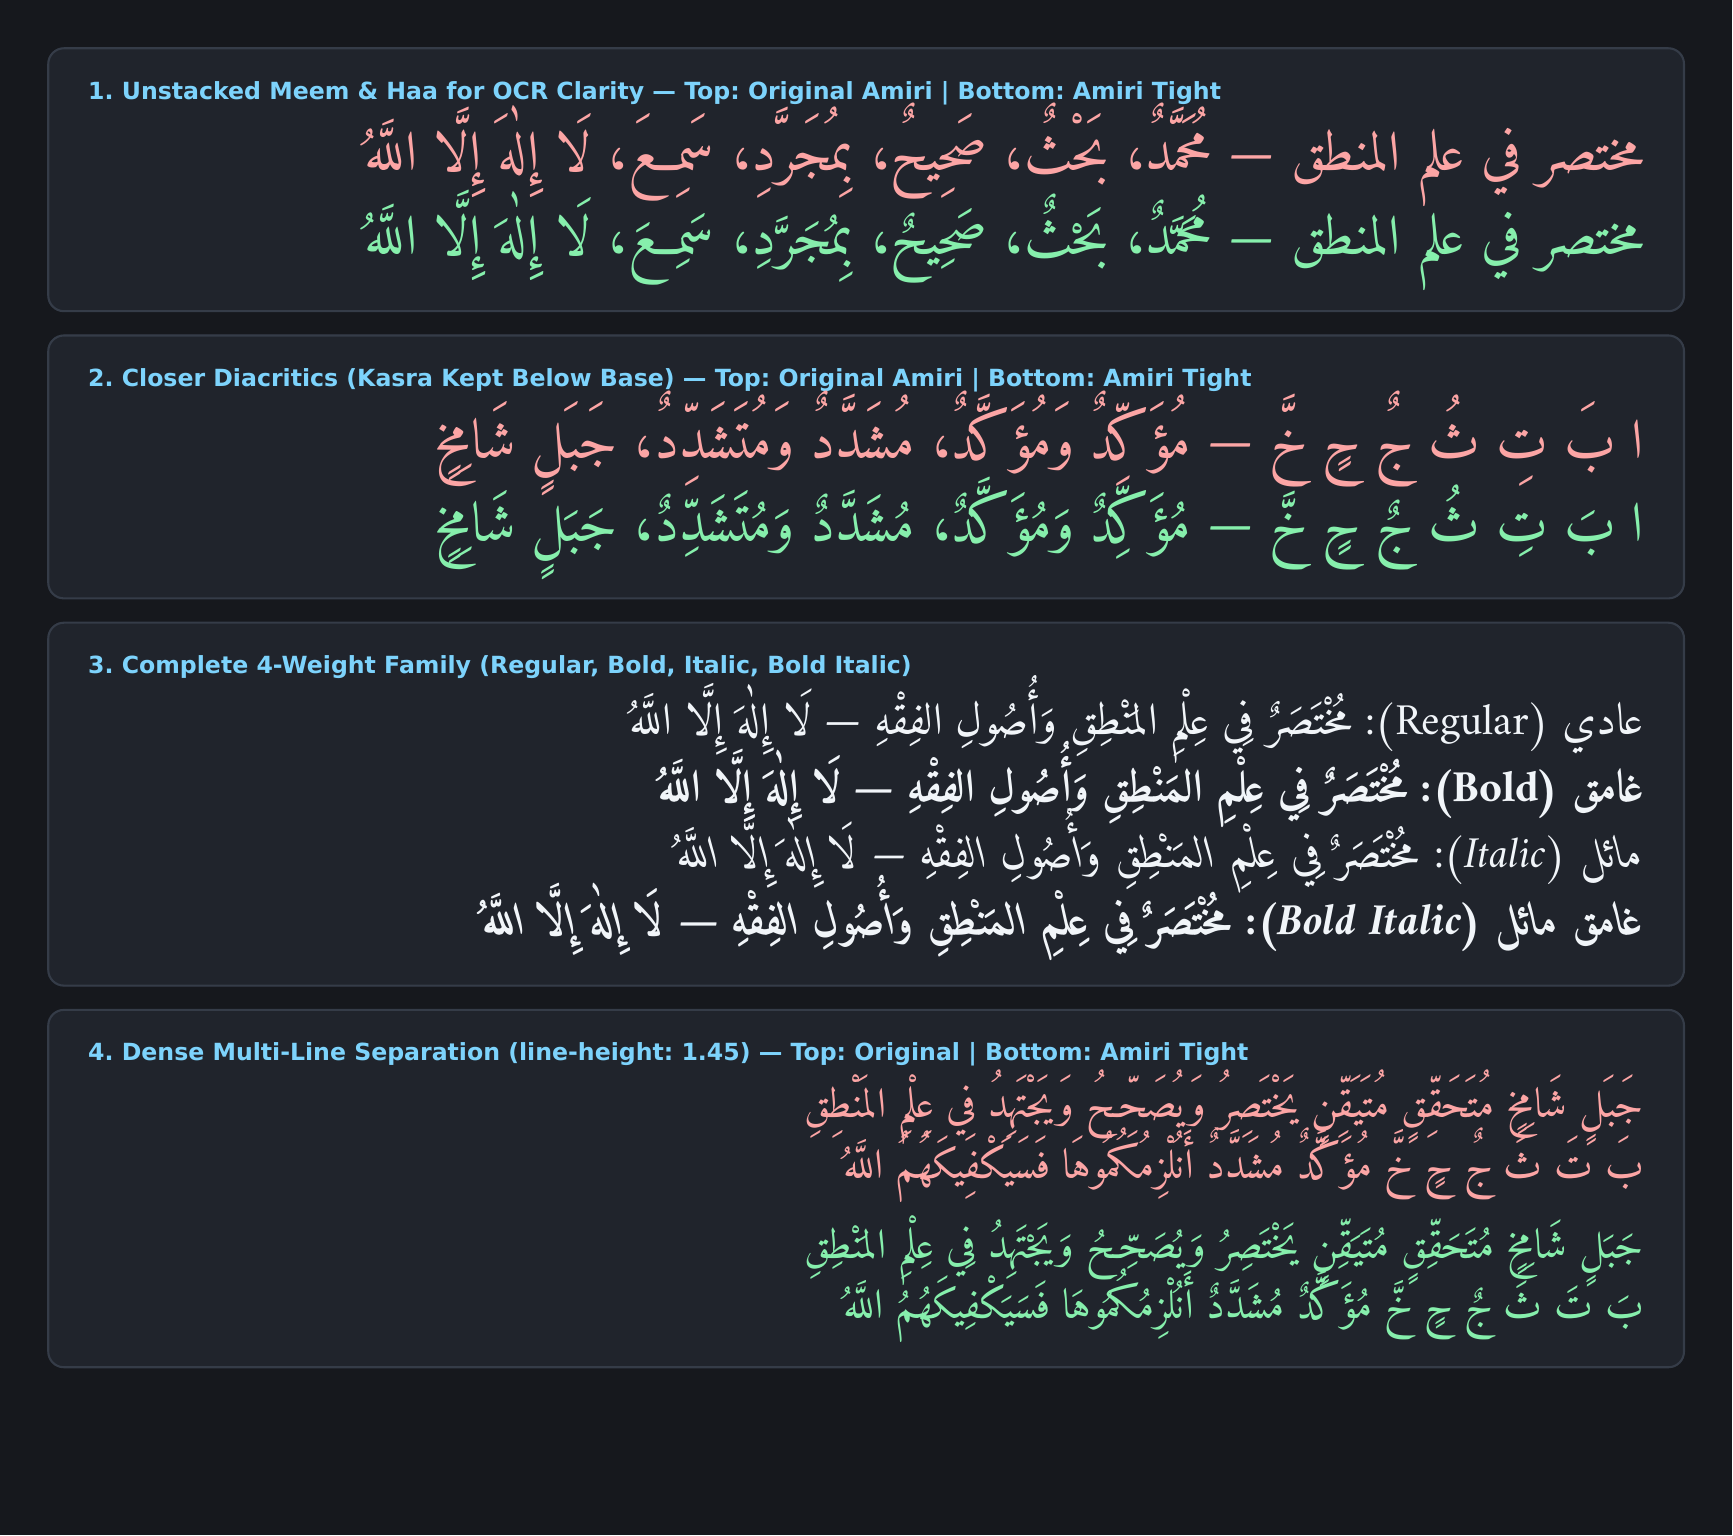 1. Unstacked Meem & Haa for OCR Clarity — Top: Original Amiri | Bottom: Amiri Tight
مختصر في علم المنطق — مُحَمَّدٌ، بَحْثٌ، صَحِيحٌ، بِمُجَرَّدِ، سَمِعَ، لَا إِلٰهَ إِلَّا اللَّهُ
مختصر في علم المنطق — مُحَمَّدٌ، بَحْثٌ، صَحِيحٌ، بِمُجَرَّدِ، سَمِعَ، لَا إِلٰهَ إِلَّا اللَّهُ
2. Closer Diacritics (Kasra Kept Below Base) — Top: Original Amiri | Bottom: Amiri Tight
ا بَ تِ ثُ جٌ حٍ خَّ — مُؤَكِّدٌ وَمُؤَكَّدٌ، مُشَدَّدٌ وَمُتَشَدِّدٌ، جَبَلٍ شَامِخٍ
ا بَ تِ ثُ جٌ حٍ خَّ — مُؤَكِّدٌ وَمُؤَكَّدٌ، مُشَدَّدٌ وَمُتَشَدِّدٌ، جَبَلٍ شَامِخٍ
3. Complete 4-Weight Family (Regular, Bold, Italic, Bold Italic)
عادي (Regular): مُخْتَصَرٌ فِي عِلْمِ المَنْطِقِ وَأُصُولِ الفِقْهِ — لَا إِلٰهَ إِلَّا اللَّهُ
غامق (Bold): مُخْتَصَرٌ فِي عِلْمِ المَنْطِقِ وَأُصُولِ الفِقْهِ — لَا إِلٰهَ إِلَّا اللَّهُ
مائل (Italic): مُخْتَصَرٌ فِي عِلْمِ المَنْطِقِ وَأُصُولِ الفِقْهِ — لَا إِلٰهَ إِلَّا اللَّهُ
غامق مائل (Bold Italic): مُخْتَصَرٌ فِي عِلْمِ المَنْطِقِ وَأُصُولِ الفِقْهِ — لَا إِلٰهَ إِلَّا اللَّهُ
4. Dense Multi-Line Separation (line-height: 1.45) — Top: Original | Bottom: Amiri Tight
جَبَلٍ شَامِخٍ مُتَحَقِّقٍ مُتَيَقِّنٍ يَخْتَصِرُ وَيُصَحِّحُ وَيَجْتَهِدُ فِي عِلْمِ المَنْطِقِ
بَ تَ ثَ جٌ حٍ خَّ مُؤَكَّدٌ مُشَدَّدٌ أَنُلْزِمُكُمُوهَا فَسَيَكْفِيكَهُمُ اللَّهُ
جَبَلٍ شَامِخٍ مُتَحَقِّقٍ مُتَيَقِّنٍ يَخْتَصِرُ وَيُصَحِّحُ وَيَجْتَهِدُ فِي عِلْمِ المَنْطِقِ
بَ تَ ثَ جٌ حٍ خَّ مُؤَكَّدٌ مُشَدَّدٌ أَنُلْزِمُكُمُوهَا فَسَيَكْفِيكَهُمُ اللَّهُ